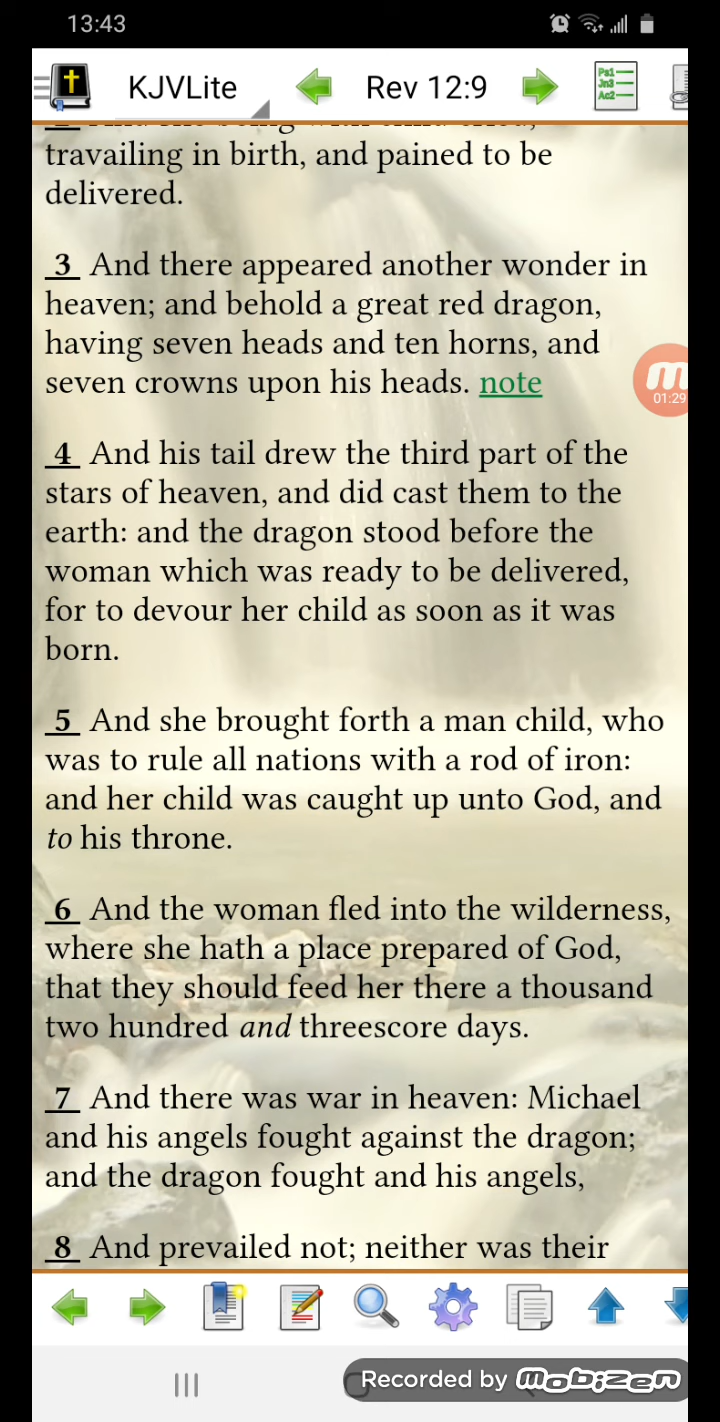 13:43
KJVLite
Rev 12:9
Pa1
Jn3
Ac2
travailing in birth, and pained to be
delivered.
3 And there appeared another wonder in
heaven; and behold a great red dragon,
having seven heads and ten horns, and
seven crowns upon his heads. note
01:29
4 And his tail drew the third part of the
stars of heaven, and did cast them to the
earth: and the dragon stood before the
woman which was ready to be delivered,
for to devour her child as soon as it was
born.
5 And she brought forth a man child, who
was to rule all nations with a rod of iron:
and her child was caught up unto God, and
to his throne.
6 And the woman fled into the wilderness,
where she hath a place prepared of God,
that they should feed her there a thousand
two hundred and threescore days.
7 And there was war in heaven: Michael
and his angels fought against the dragon;
and the dragon fought and his angels,
8 And prevailed not; neither was their
Recorded by mobizen